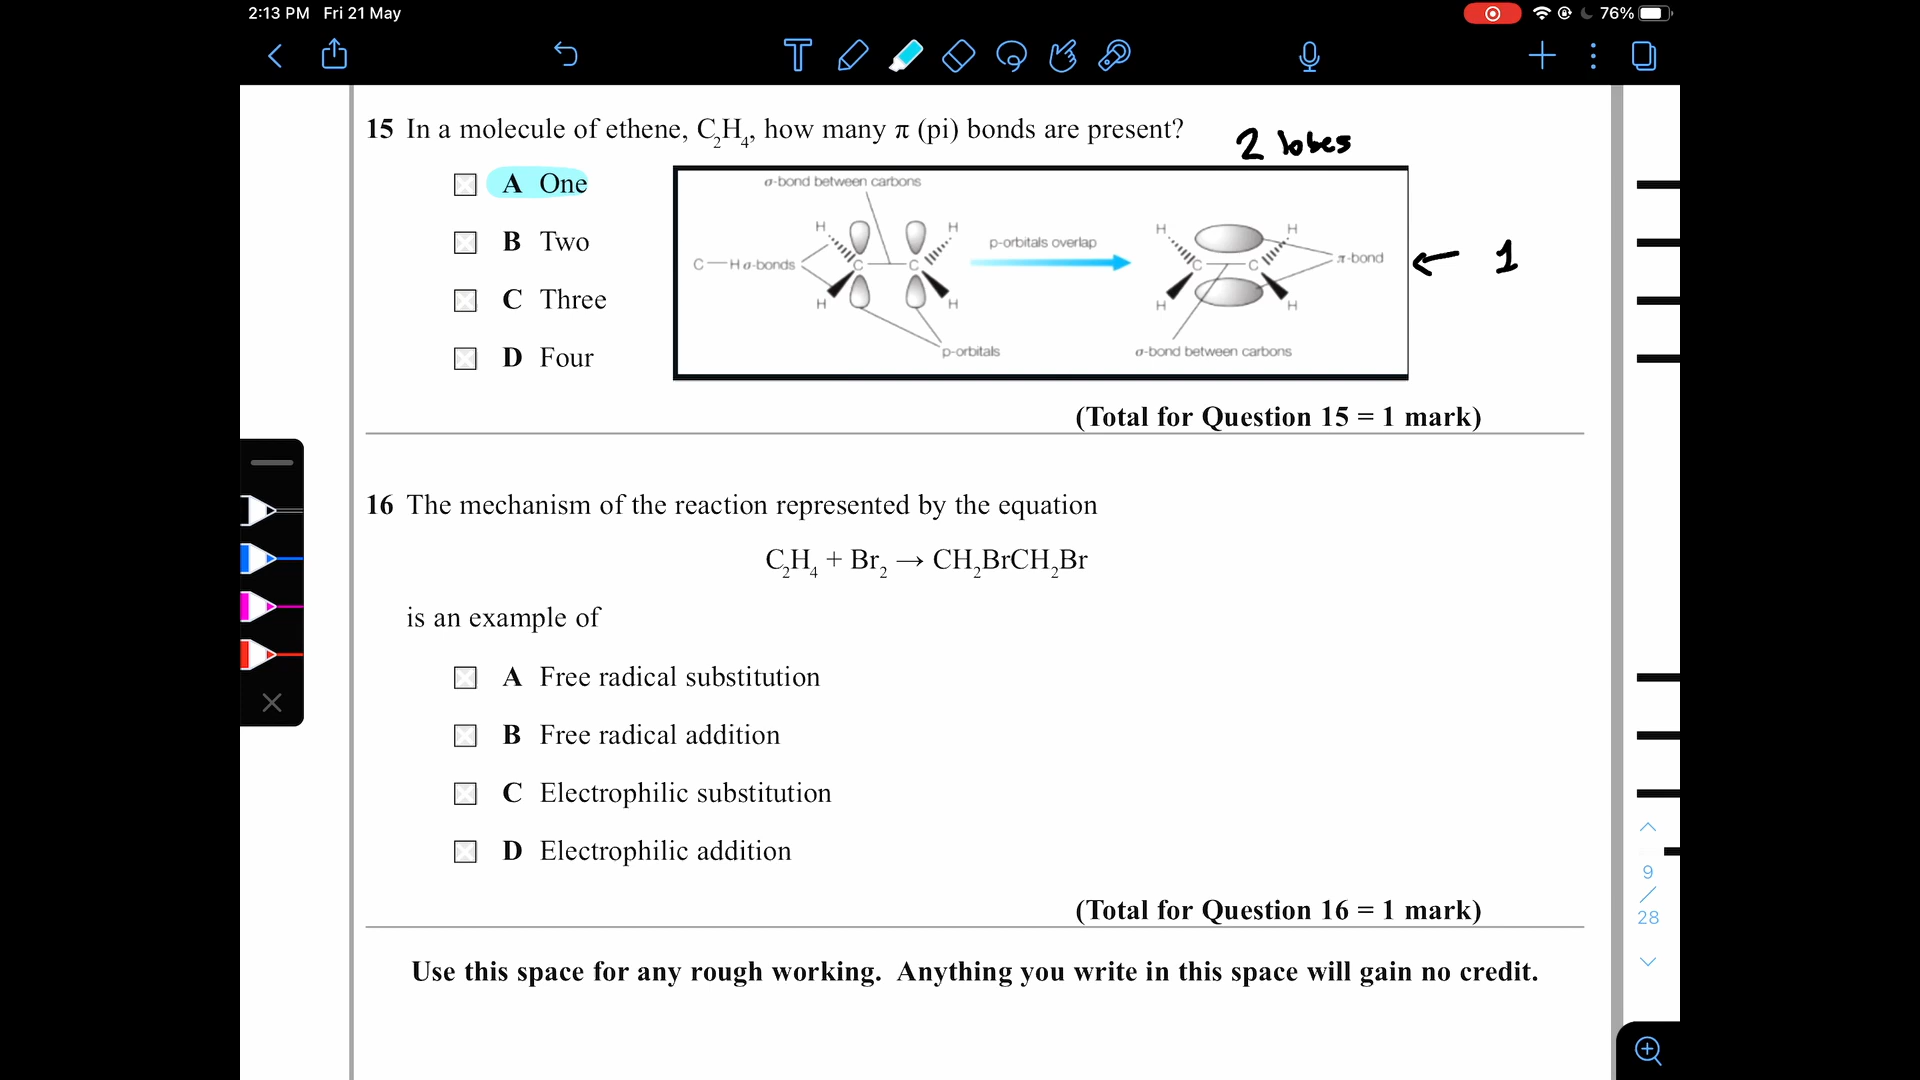 2:13 PM Fri 21 May
76%
15 In a molecule of ethene, C₂H₄, how many π (pi) bonds are present?
2 lobes
A One
B Two
C Three
D Four
σ-bond between carbons
H H
C—H σ-bonds
C C
H H
p-orbitals
p-orbitals overlap
H H
C C
π-bond
H H
σ-bond between carbons
← 1
(Total for Question 15 = 1 mark)
16 The mechanism of the reaction represented by the equation
C₂H₄ + Br₂ → CH₂BrCH₂Br
is an example of
A Free radical substitution
B Free radical addition
C Electrophilic substitution
D Electrophilic addition
(Total for Question 16 = 1 mark)
Use this space for any rough working. Anything you write in this space will gain no credit.
9
/
28